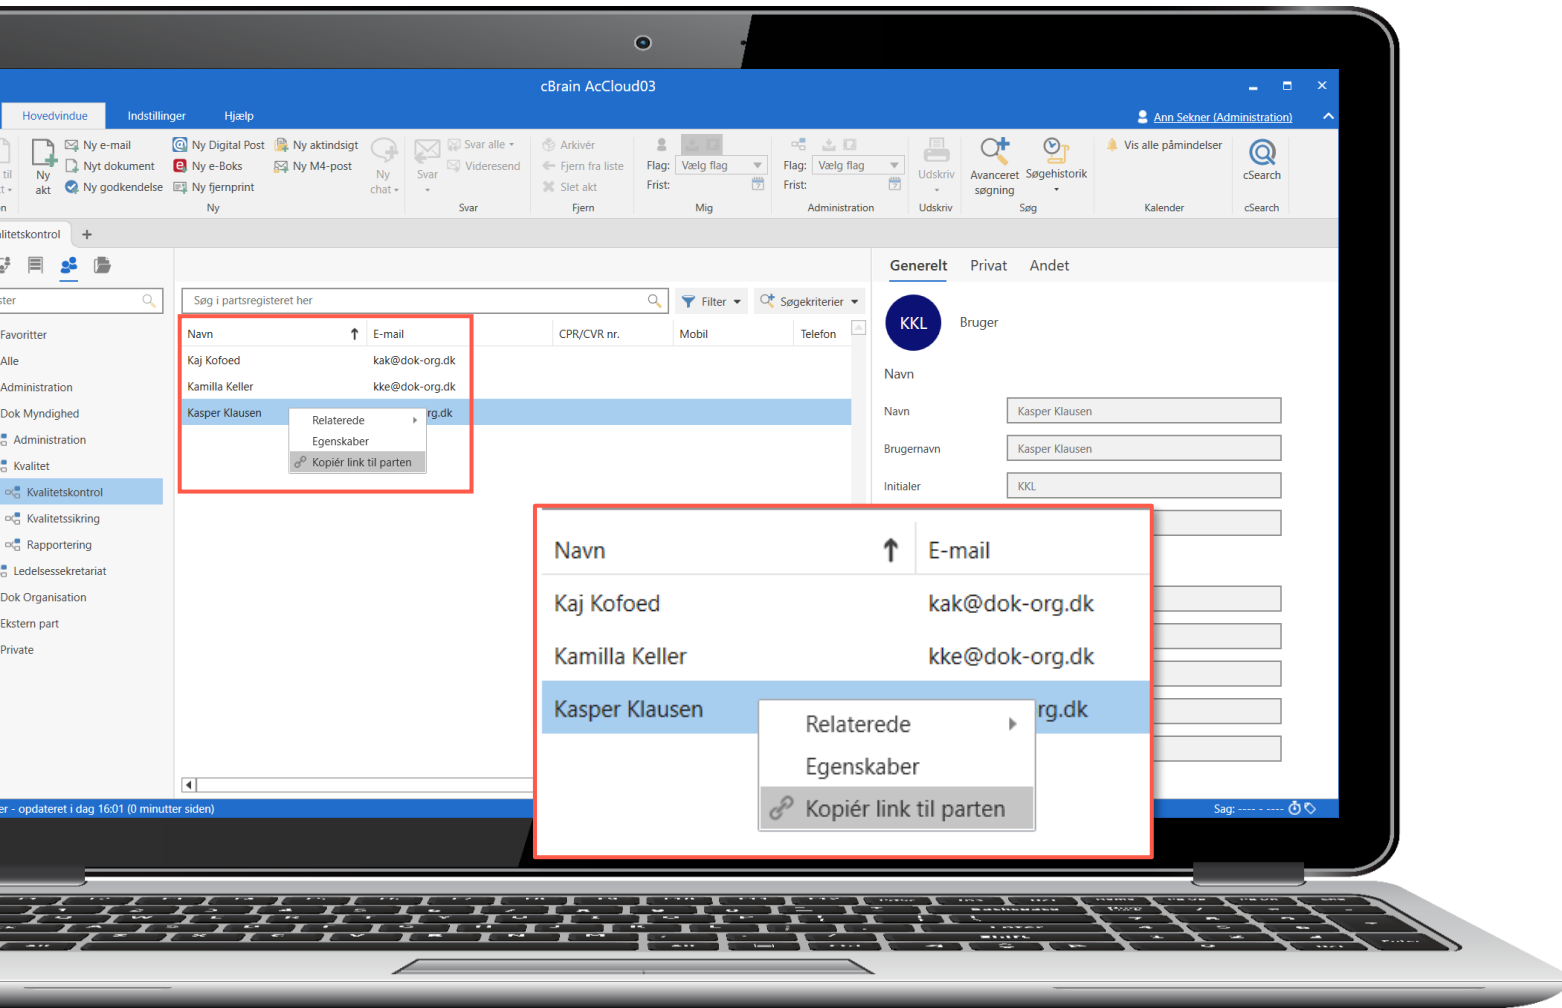 cBrain AcCloud03
Hovedvindue Indstillinger Hjælp Ann Sekner (Administration)
til
Ny akt
Ny e-mail
Nyt dokument
Ny godkendelse
Ny Digital Post
Ny e-Boks
Ny fjernprint
Ny aktindsigt
Ny M4-post
Ny chat
Ny
Svar
Svar alle
Videresend
Svar
Arkivér
Fjern fra liste
Slet akt
Fjern
Flag: Vælg flag
Frist:
Mig
Flag: Vælg flag
Frist:
Administration
Udskriv
Udskriv
Avanceret søgning
Søgehistorik
Søg
Vis alle påmindelser
Kalender
cSearch
cSearch
litetskontrol +
Favoritter
Alle
Administration
Dok Myndighed
Administration
Kvalitet
Kvalitetskontrol
Kvalitetssikring
Rapportering
Ledelsessekretariat
Dok Organisation
Ekstern part
Private
Søg i partsregisteret her Filter Søgekriterier
Navn E-mail CPR/CVR nr. Mobil Telefon
Kaj Kofoed kak@dok-org.dk
Kamilla Keller kke@dok-org.dk
Kasper Klausen rg.dk
Relaterede
Egenskaber
Kopiér link til parten
Generelt Privat Andet
KKL Bruger
Navn
Navn Kasper Klausen
Brugernavn Kasper Klausen
Initialer KKL
Navn E-mail
Kaj Kofoed kak@dok-org.dk
Kamilla Keller kke@dok-org.dk
Kasper Klausen rg.dk
Relaterede
Egenskaber
Kopiér link til parten
er - opdateret i dag 16:01 (0 minutter siden) Sag: ---- - ----